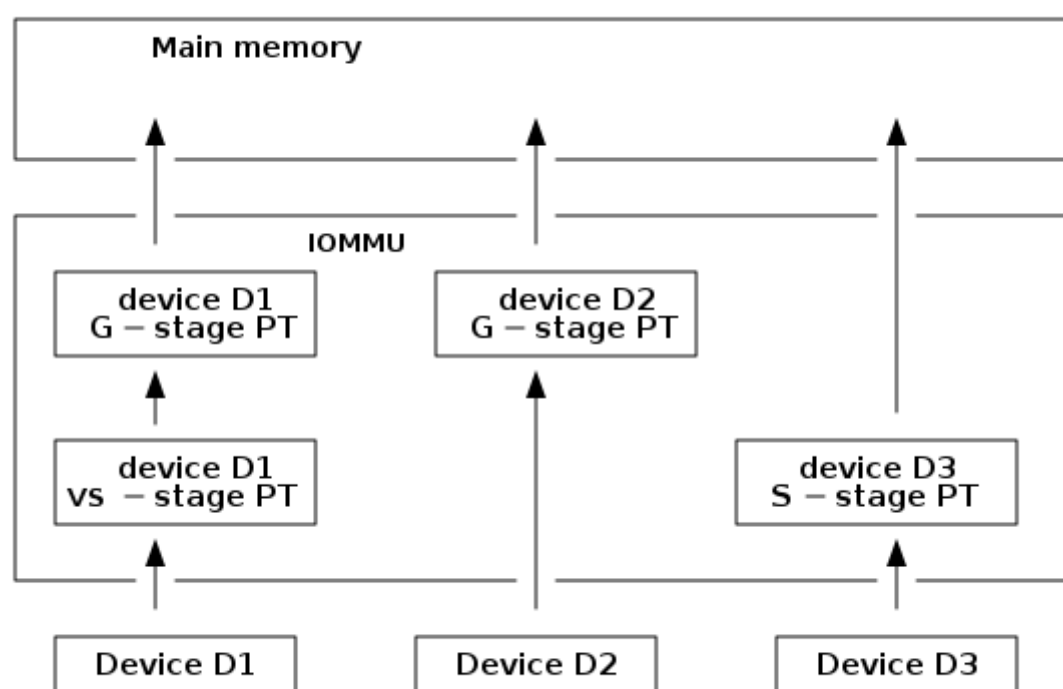 Main memory
IOMMU
device D1
G − stage PT
device D2
G − stage PT
device D1
VS − stage PT
device D3
S − stage PT
Device D1
Device D2
Device D3